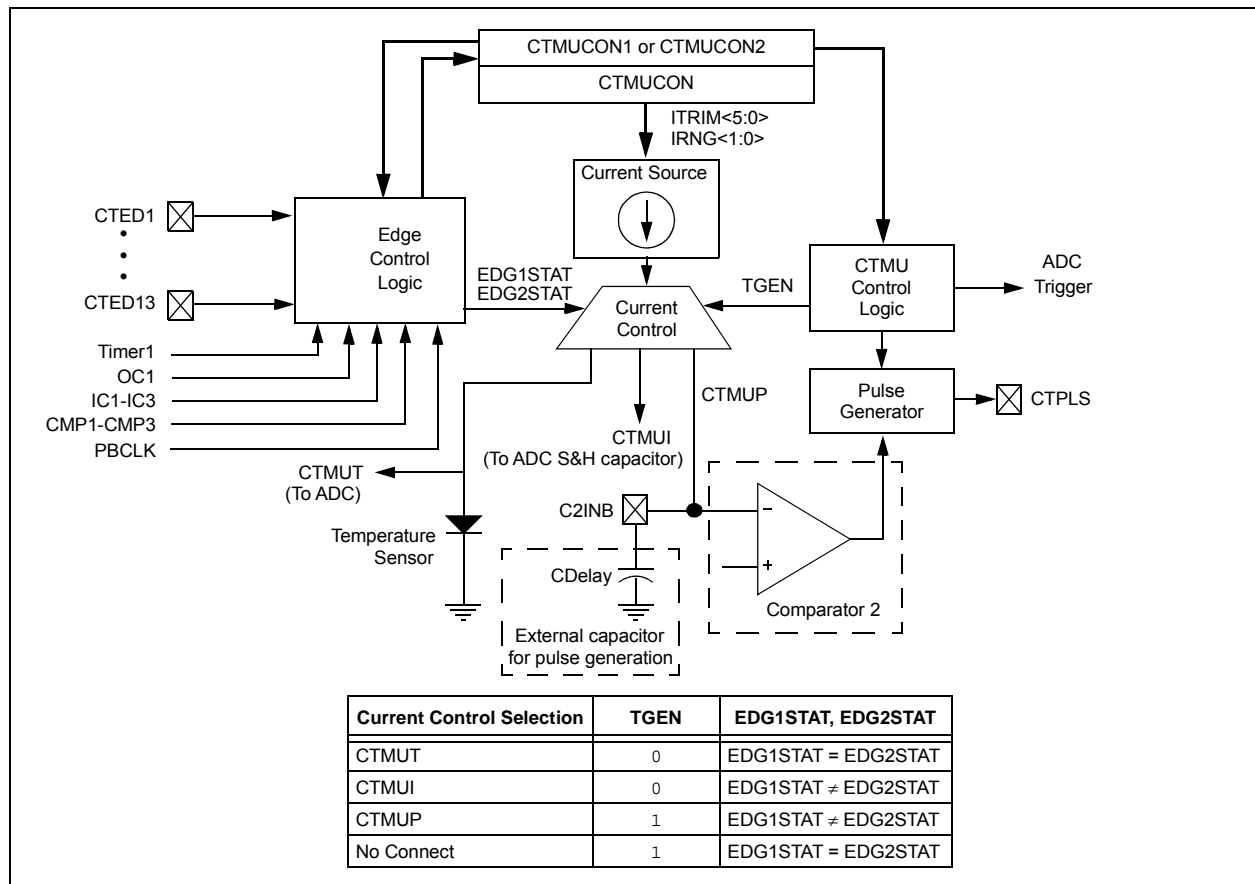 CTMUCON1 or CTMUCON2
CTMUCON
ITRIM<5:0>
IRNG<1:0>
Current Source
CTED1
CTED13
Edge
Control
Logic
EDG1STAT
EDG2STAT
Current
Control
TGEN
CTMU
Control
Logic
ADC
Trigger
Timer1
OC1
IC1-IC3
CMP1-CMP3
PBCLK
Pulse
Generator
CTPLS
CTMUP
CTMUI
(To ADC S&H capacitor)
CTMUT
(To ADC)
C2INB
Temperature
Sensor
CDelay
External capacitor
for pulse generation
−
+
Comparator 2
Current Control Selection TGEN EDG1STAT, EDG2STAT
CTMUT 0 EDG1STAT = EDG2STAT
CTMUI 0 EDG1STAT ≠ EDG2STAT
CTMUP 1 EDG1STAT ≠ EDG2STAT
No Connect 1 EDG1STAT = EDG2STAT